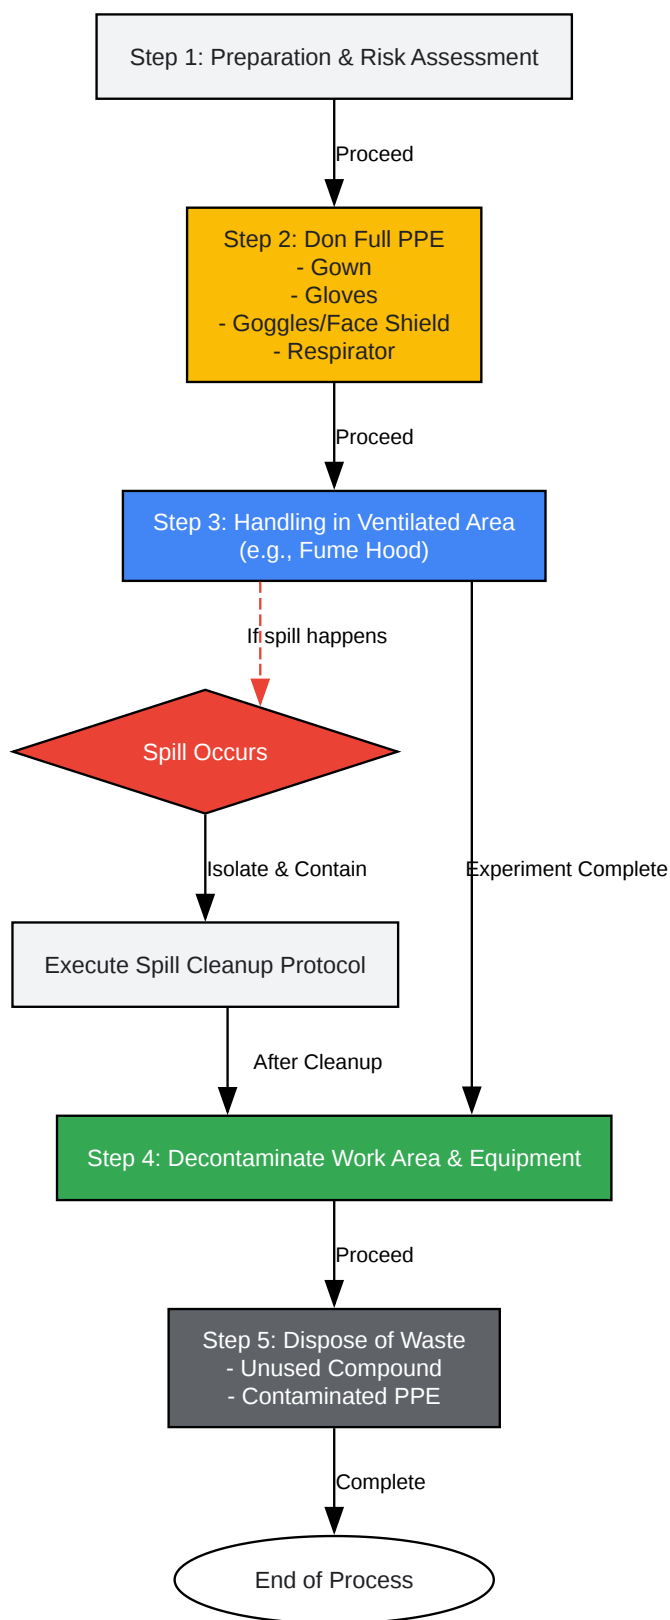 Step 1: Preparation & Risk Assessment
Proceed
Step 2: Don Full PPE
- Gown
- Gloves
- Goggles/Face Shield
- Respirator
Proceed
Step 3: Handling in Ventilated Area
(e.g., Fume Hood)
If spill happens
Spill Occurs
Isolate & Contain
Experiment Complete
Execute Spill Cleanup Protocol
After Cleanup
Step 4: Decontaminate Work Area & Equipment
Proceed
Step 5: Dispose of Waste
- Unused Compound
- Contaminated PPE
Complete
End of Process